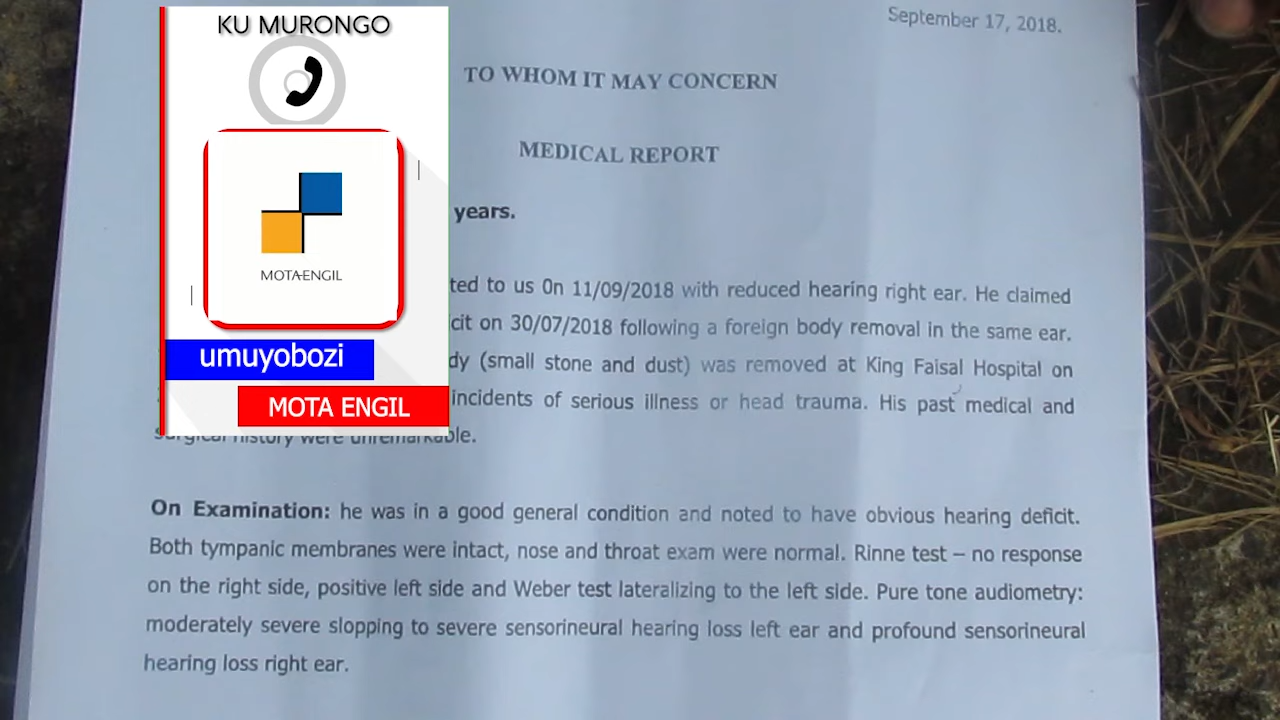 KU MURONGO
MOTA-ENGIL
umuyobozi
MOTA ENGIL
September 17, 2018.
TO WHOM IT MAY CONCERN
MEDICAL REPORT
years.
ted to us 0n 11/09/2018 with reduced hearing right ear. He claimed
cit on 30/07/2018 following a foreign body removal in the same ear.
dy (small stone and dust) was removed at King Faisal Hospital on
incidents of serious illness or head trauma. His past medical and
surgical history were unremarkable.
On Examination: he was in a good general condition and noted to have obvious hearing deficit.
Both tympanic membranes were intact, nose and throat exam were normal. Rinne test – no response
on the right side, positive left side and Weber test lateralizing to the left side. Pure tone audiometry:
moderately severe slopping to severe sensorineural hearing loss left ear and profound sensorineural
hearing loss right ear.